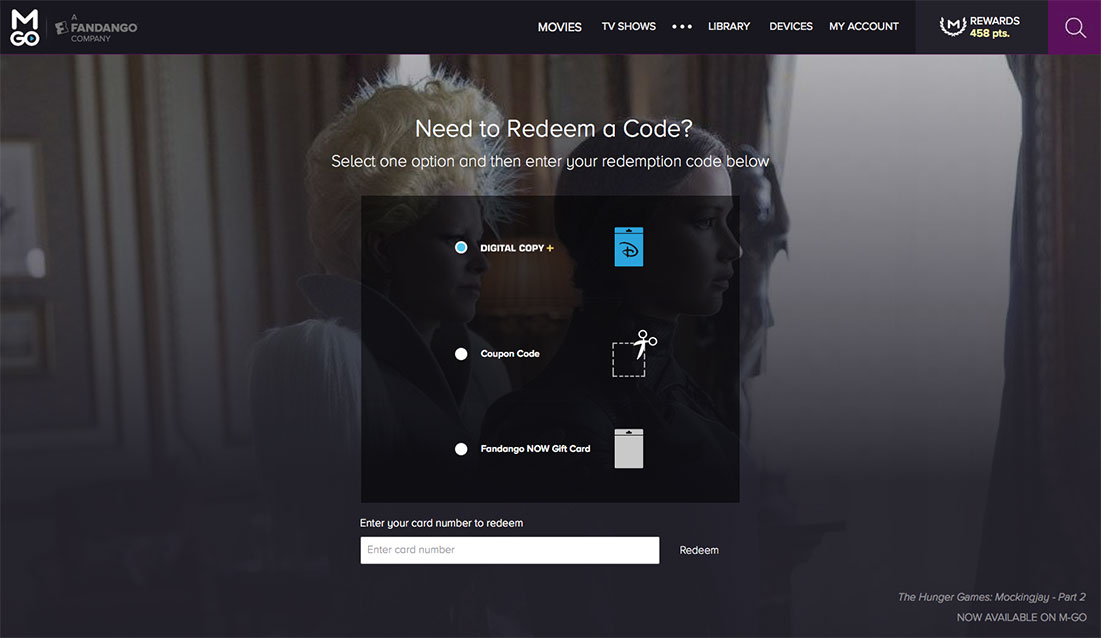 M
GO
A
FANDANGO
COMPANY
MOVIES
TV SHOWS
•••
LIBRARY
DEVICES
MY ACCOUNT
M
REWARDS
458 pts.
Need to Redeem a Code?
Select one option and then enter your redemption code below
DIGITAL COPY +
D
Coupon Code
Fandango NOW Gift Card
Enter your card number to redeem
Enter card number
Redeem
The Hunger Games: Mockingjay - Part 2
NOW AVAILABLE ON M-GO